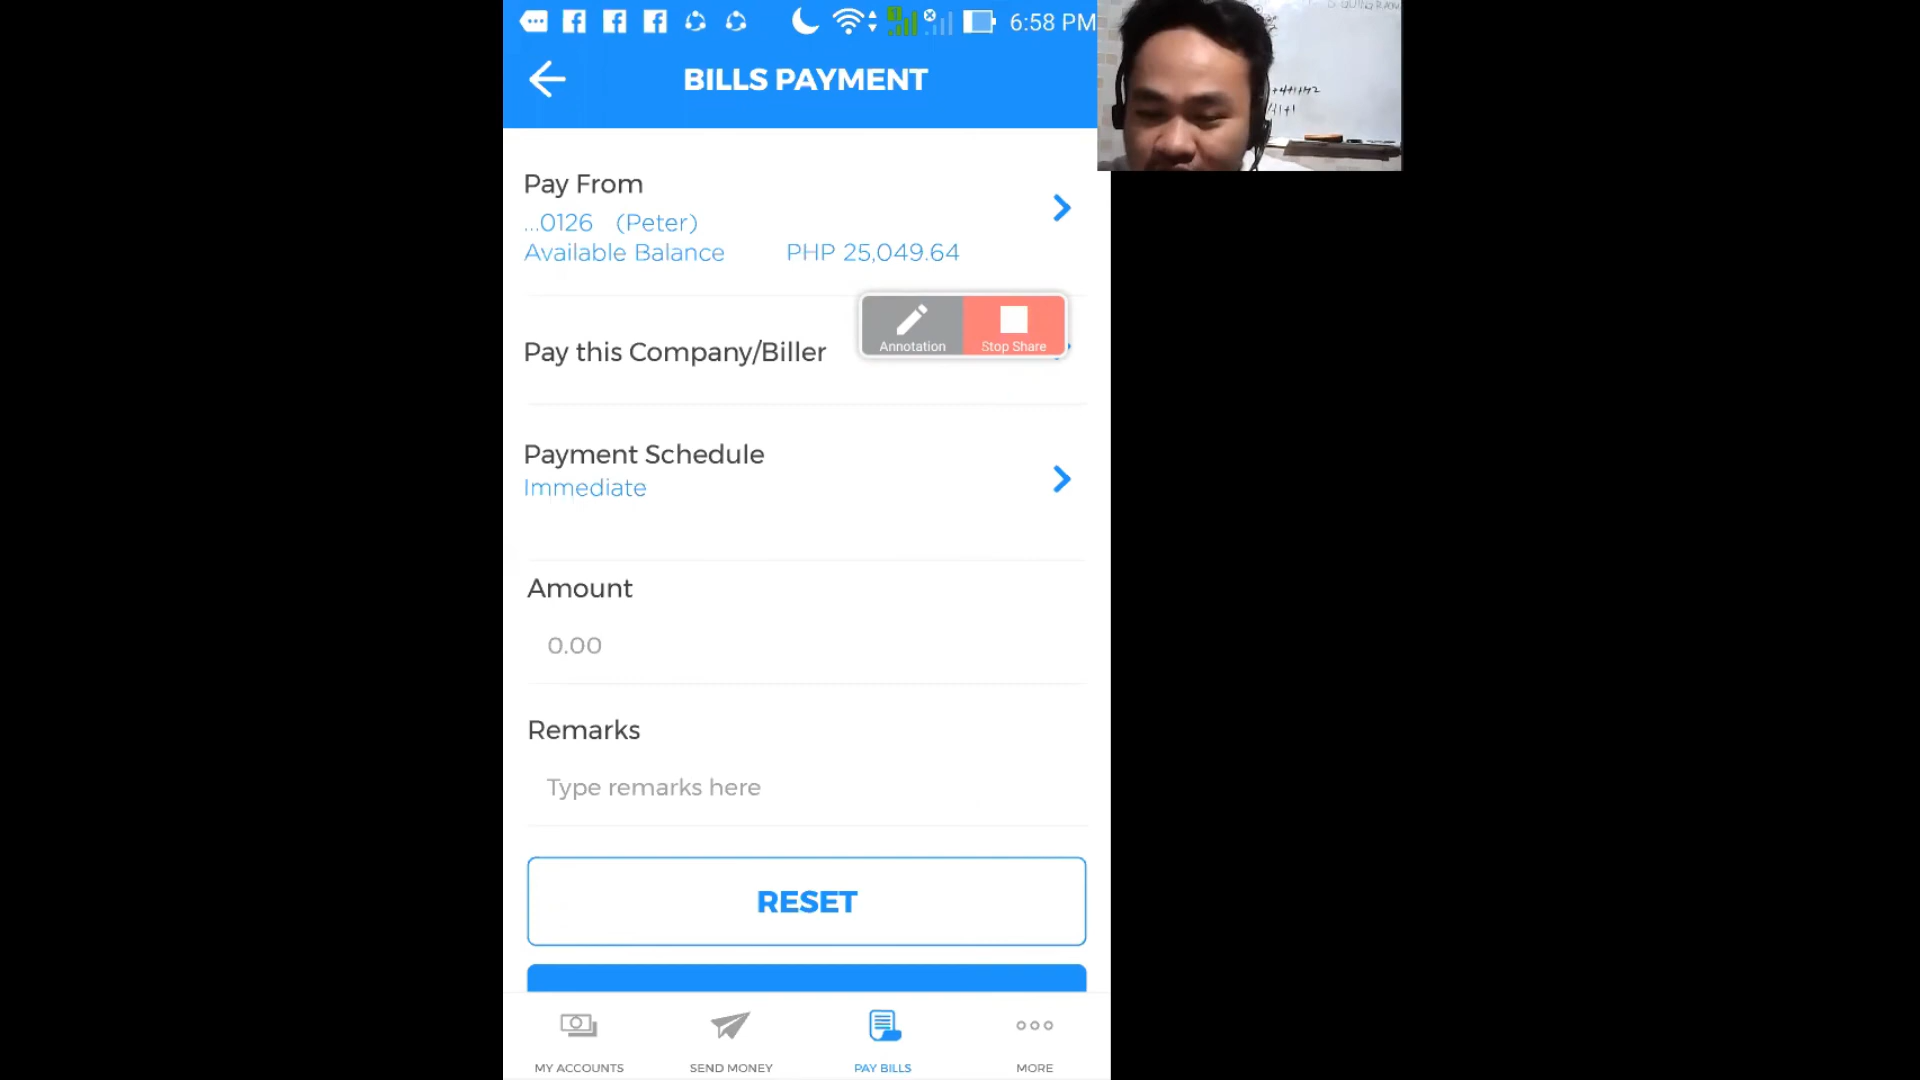 6:58 PM
BILLS PAYMENT
Pay From
...0126 (Peter)
Available Balance PHP 25,049.64
Annotation Stop Share
Pay this Company/Biller
Payment Schedule
Immediate
Amount
0.00
Remarks
Type remarks here
RESET
MY ACCOUNTS SEND MONEY PAY BILLS MORE